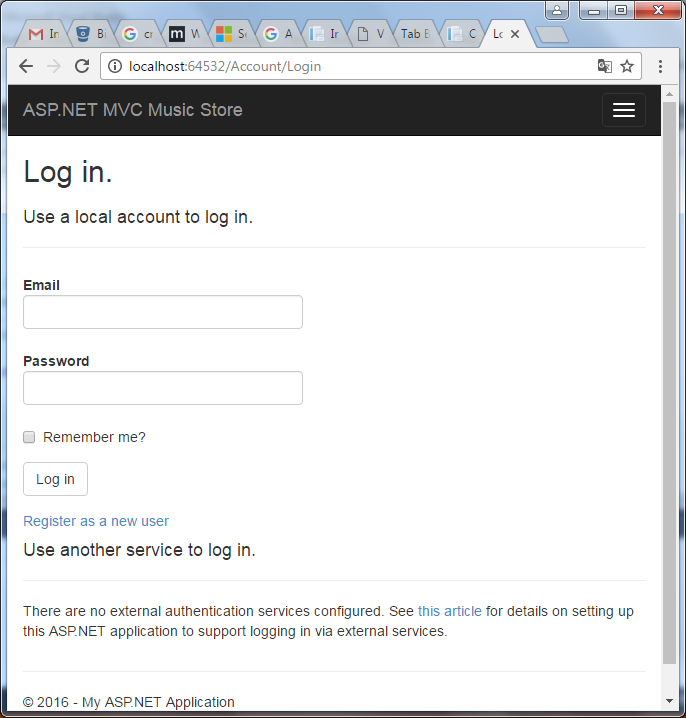 In
Bi
cr
W
Se
A
In
V
Tab B
C
Lo
localhost:64532/Account/Login
ASP.NET MVC Music Store
Log in.
Use a local account to log in.
Email
Password
Remember me?
Log in
Register as a new user
Use another service to log in.
There are no external authentication services configured. See this article for details on setting up
this ASP.NET application to support logging in via external services.
© 2016 - My ASP.NET Application